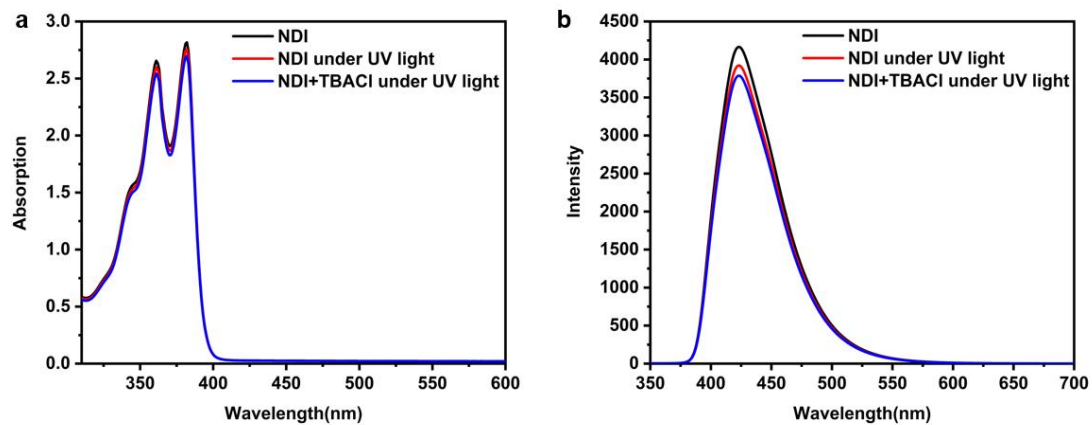 a
3.0
2.5
2.0
1.5
1.0
0.5
0.0
Absorption
NDI
NDI under UV light
NDI+TBACl under UV light
350 400 450 500 550 600
Wavelength(nm)
b
4500
4000
3500
3000
2500
2000
1500
1000
500
0
Intensity
NDI
NDI under UV light
NDI+TBACl under UV light
350 400 450 500 550 600 650 700
Wavelength(nm)